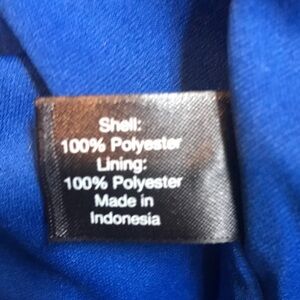 Shell:
100% Polyester
Lining:
100% Polyester
Made in
Indonesia